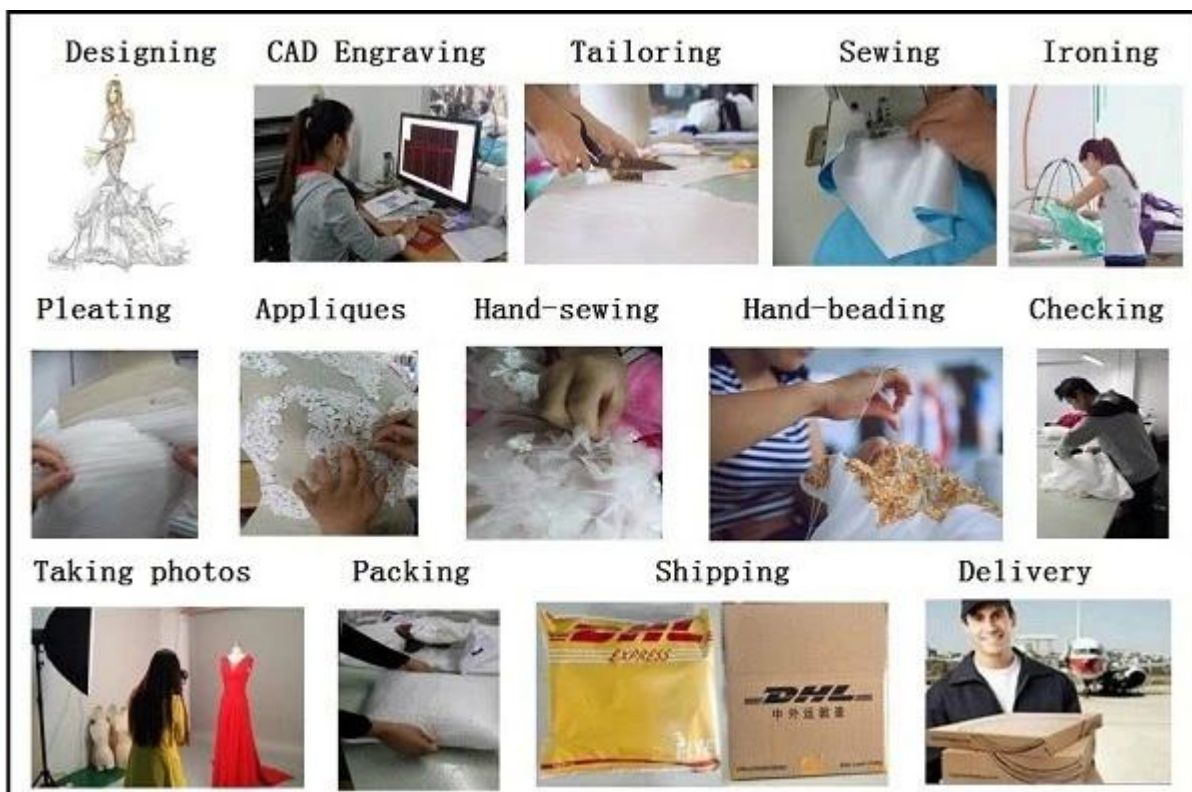 Designing CAD Engraving Tailoring Sewing Ironing
Pleating Appliques Hand-sewing Hand-beading Checking
Taking photos Packing Shipping Delivery
DHL
EXPRESS
DHL
中外运敦豪